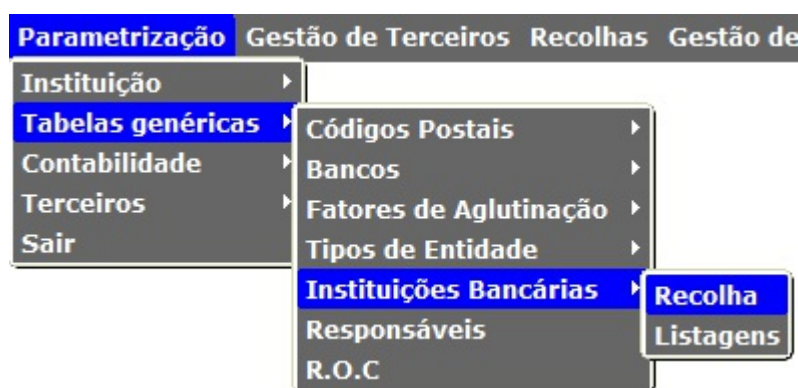 Parametrização Gestão de Terceiros Recolhas Gestão de
Instituição
Tabelas genéricas
Contabilidade
Terceiros
Sair
Códigos Postais
Bancos
Fatores de Aglutinação
Tipos de Entidade
Instituições Bancárias
Responsáveis
R.O.C
Recolha
Listagens